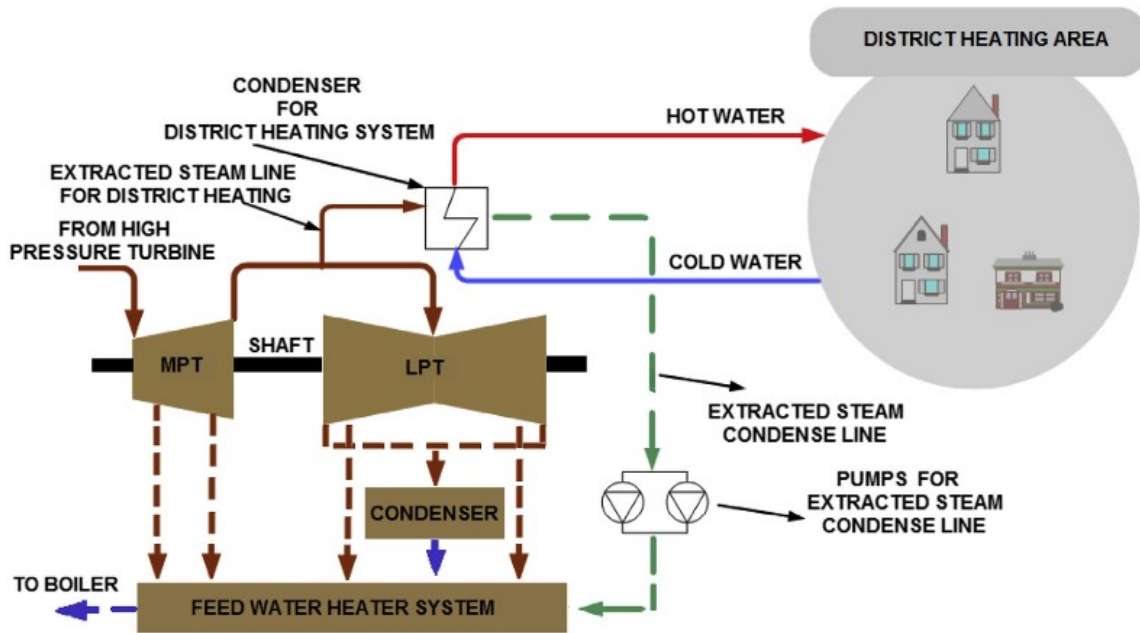 DISTRICT HEATING AREA
CONDENSER
FOR
DISTRICT HEATING SYSTEM
HOT WATER
EXTRACTED STEAM LINE
FOR DISTRICT HEATING
FROM HIGH
PRESSURE TURBINE
COLD WATER
SHAFT
MPT
LPT
EXTRACTED STEAM
CONDENSE LINE
PUMPS FOR
EXTRACTED STEAM
CONDENSE LINE
CONDENSER
TO BOILER
FEED WATER HEATER SYSTEM